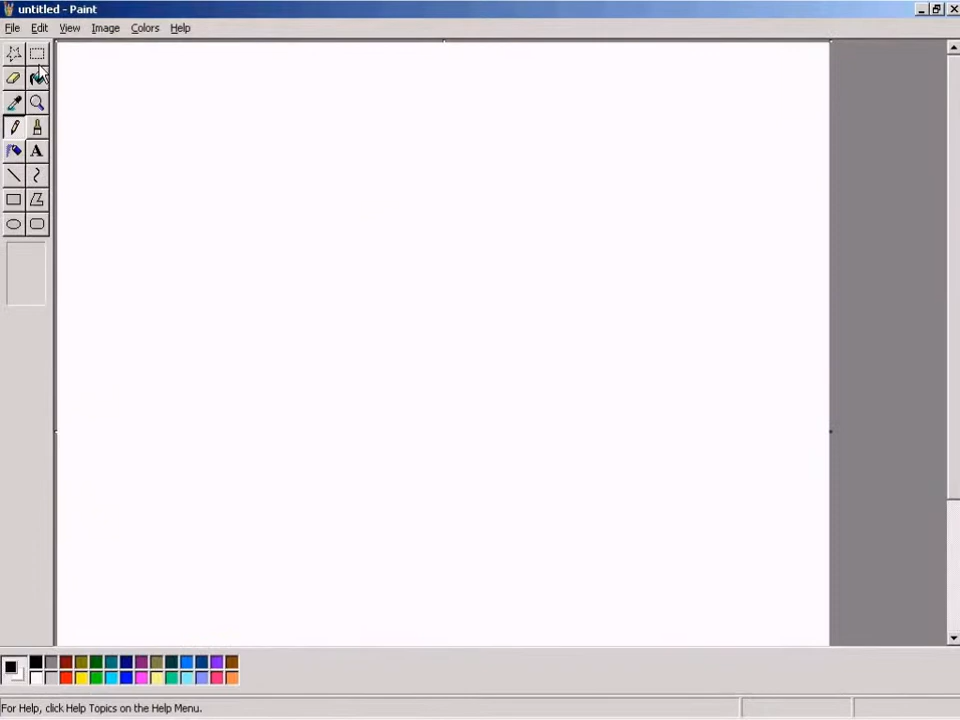 untitled - Paint
File Edit View Image Colors Help
A
For Help, click Help Topics on the Help Menu.